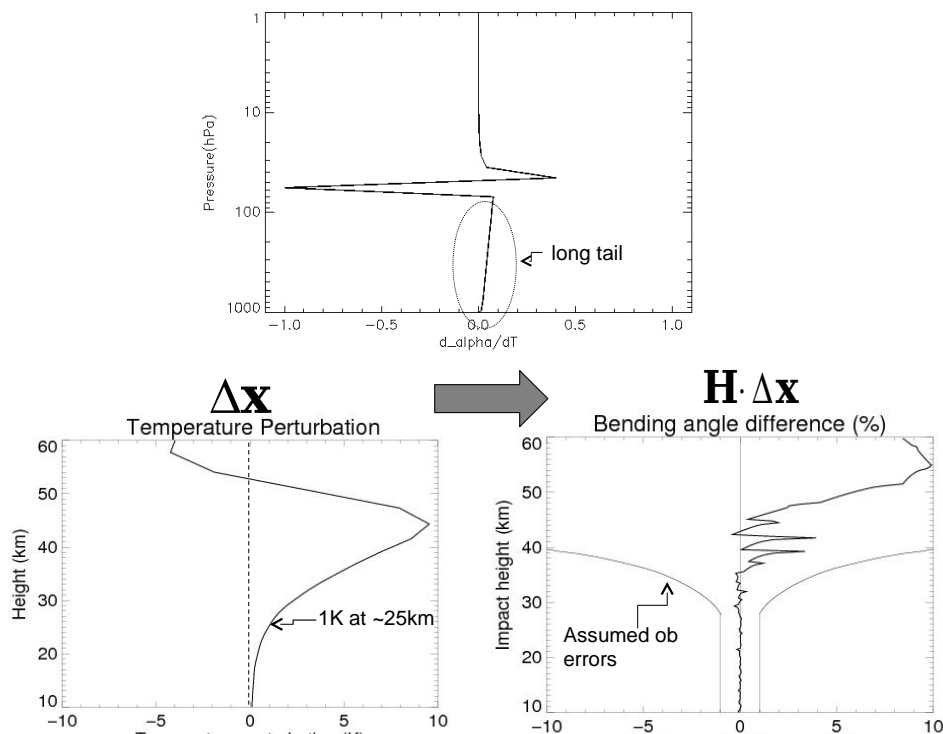 1
10
100
1000
Pressure(hPa)
long tail
-1.0
-0.5
0.0
0.5
1.0
d_alpha/dT
Δx
H· Δx
Temperature Perturbation
Bending angle difference (%)
60
50
40
30
20
10
Height (km)
1K at ~25km
-10
-5
0
5
10
60
50
40
30
20
10
Impact height (km)
Assumed ob
errors
-10
-5
0
5
10